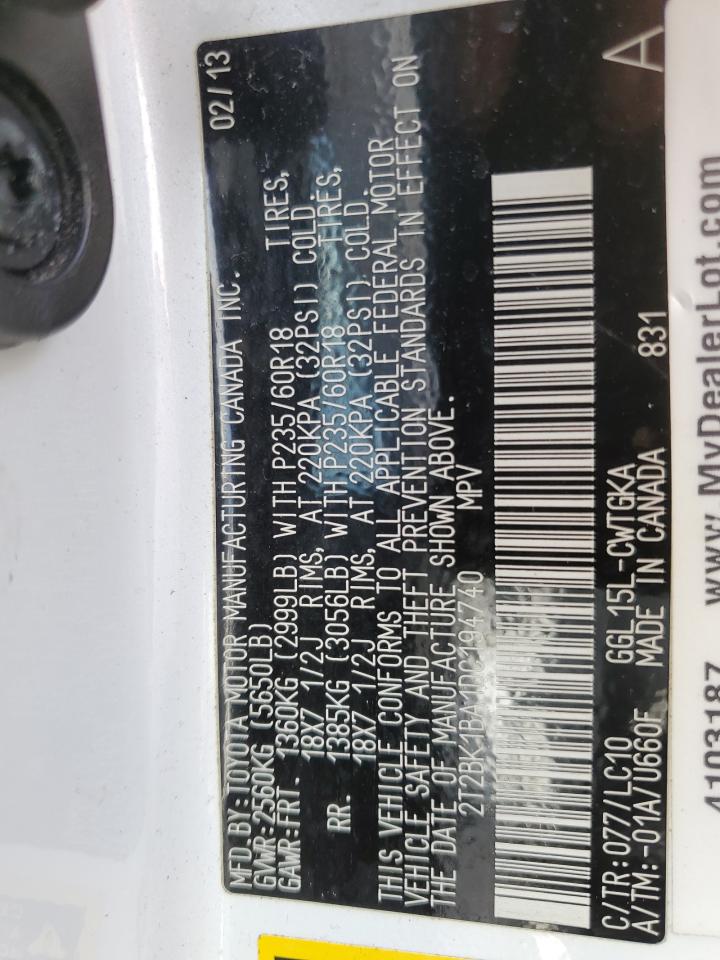 MFD.BY:TOYOTA MOTOR MANUFACTURING CANADA INC. 02/13
GVWR:2560KG (5650LB)
GAWR:FRT. 1360KG (2999LB) WITH P235/60R18 TIRES,
18X7 1/2J RIMS, AT 220KPA (32PSI) COLD
RR. 1385KG (3056LB) WITH P235/60R18 TIRES,
18X7 1/2J RIMS, AT 220KPA (32PSI) COLD.
THIS VEHICLE CONFORMS TO ALL APPLICABLE FEDERAL MOTOR
VEHICLE SAFETY AND THEFT PREVENTION STANDARDS IN EFFECT ON
THE DATE OF MANUFACTURE SHOWN ABOVE.
2T2BK1BA1DC194740 MPV
C/TR:077/LC10 GGL15L-CWTGKA
A/TM:-01A/U660F MADE IN CANADA 831 A
4103187 www.MyDealerLot.com